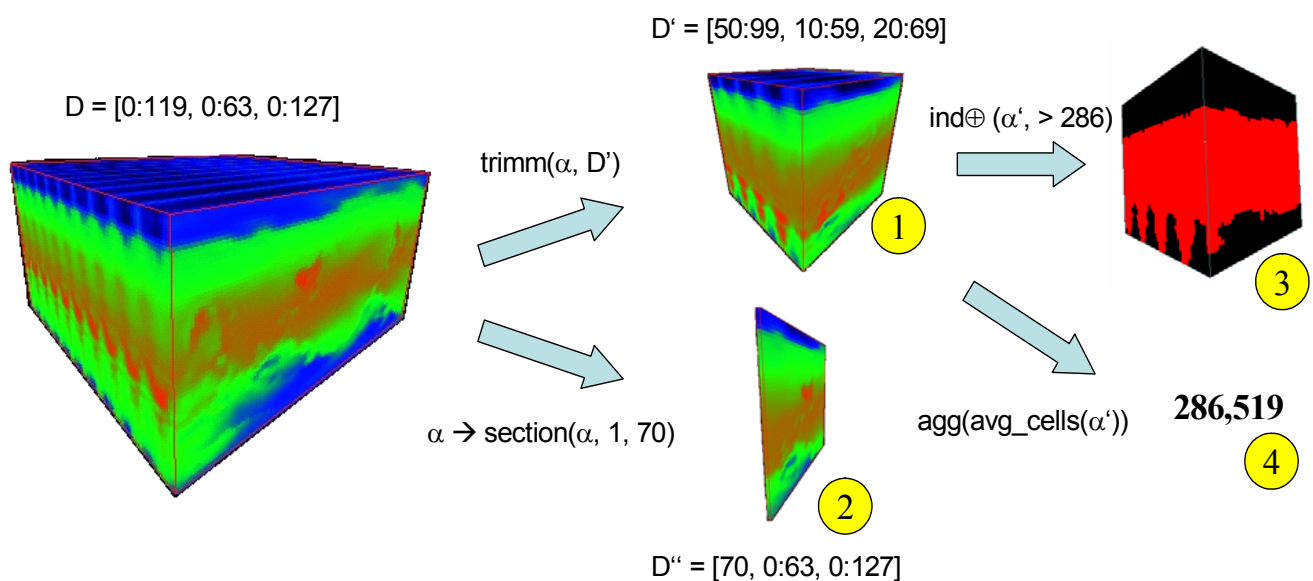 D‘ = [50:99, 10:59, 20:69]
D = [0:119, 0:63, 0:127]
ind⊕ (α‘, > 286)
trimm(α, D’)
1
3
α → section(α, 1, 70)
agg(avg_cells(α‘))
286,519
4
2
D‘‘ = [70, 0:63, 0:127]